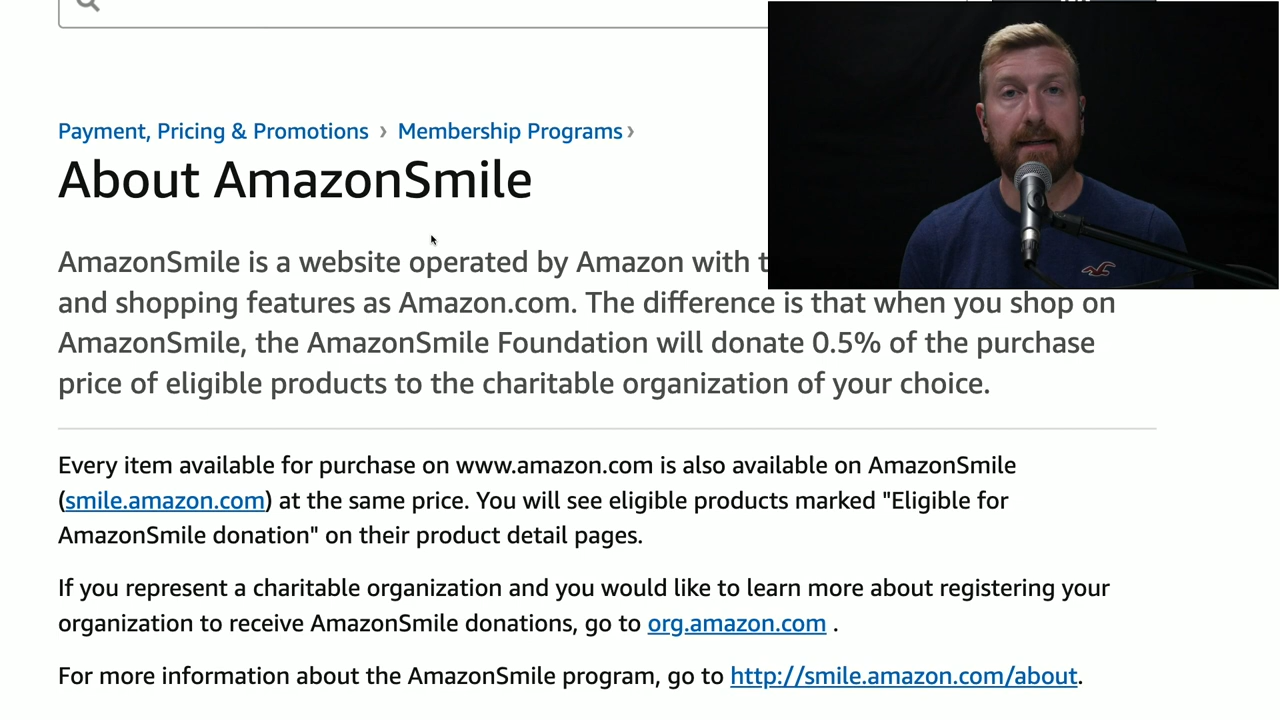 Payment, Pricing & Promotions › Membership Programs ›
About AmazonSmile
AmazonSmile is a website operated by Amazon with
and shopping features as Amazon.com. The difference is that when you shop on
AmazonSmile, the AmazonSmile Foundation will donate 0.5% of the purchase
price of eligible products to the charitable organization of your choice.
Every item available for purchase on www.amazon.com is also available on AmazonSmile
(smile.amazon.com) at the same price. You will see eligible products marked "Eligible for
AmazonSmile donation" on their product detail pages.
If you represent a charitable organization and you would like to learn more about registering your
organization to receive AmazonSmile donations, go to org.amazon.com .
For more information about the AmazonSmile program, go to http://smile.amazon.com/about.